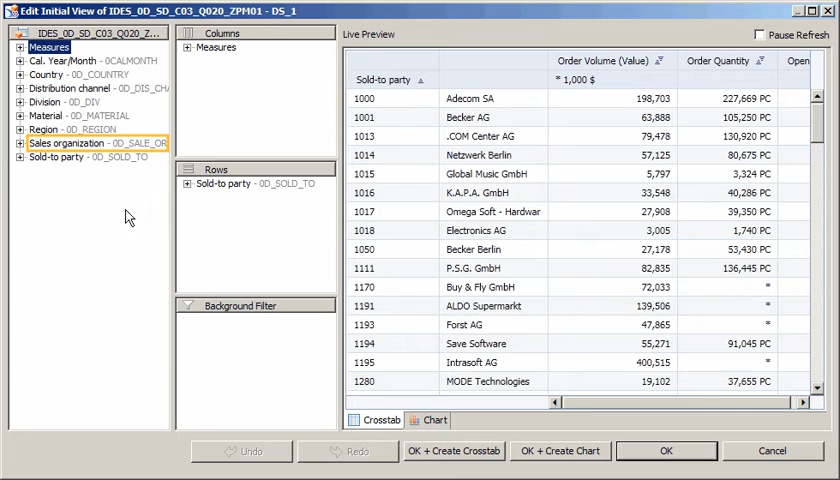 Edit Initial View of IDES_0D_SD_C03_Q020_ZPM01 - DS_1
IDES_0D_SD_C03_Q020_Z...
Measures
Cal. Year/Month - 0CALMONTH
Country - 0D_COUNTRY
Distribution channel - 0D_DIS_CHA
Division - 0D_DIV
Material - 0D_MATERIAL
Region - 0D_REGION
Sales organization - 0D_SALE_OR
Sold-to party - 0D_SOLD_TO
Columns
Measures
Rows
Sold-to party - 0D_SOLD_TO
Background Filter
Live Preview
Pause Refresh
Order Volume (Value) Order Quantity Open
Sold-to party * 1,000 $
1000 Adecom SA 198,703 227,669 PC
1001 Becker AG 63,888 105,250 PC
1013 .COM Center AG 79,478 130,920 PC
1014 Netzwerk Berlin 57,125 80,675 PC
1015 Global Music GmbH 5,797 3,324 PC
1016 K.A.P.A. GmbH 33,548 40,286 PC
1017 Omega Soft - Hardwar 27,908 39,350 PC
1018 Electronics AG 3,005 1,740 PC
1050 Becker Berlin 27,178 53,430 PC
1111 P.S.G. GmbH 82,835 136,445 PC
1170 Buy & Fly GmbH 72,033 *
1191 ALDO Supermarkt 139,506 *
1193 Forst AG 47,865 *
1194 Save Software 55,271 91,045 PC
1195 Intrasoft AG 400,515 *
1280 MODE Technologies 19,102 37,655 PC
Crosstab Chart
Undo Redo OK + Create Crosstab OK + Create Chart OK Cancel